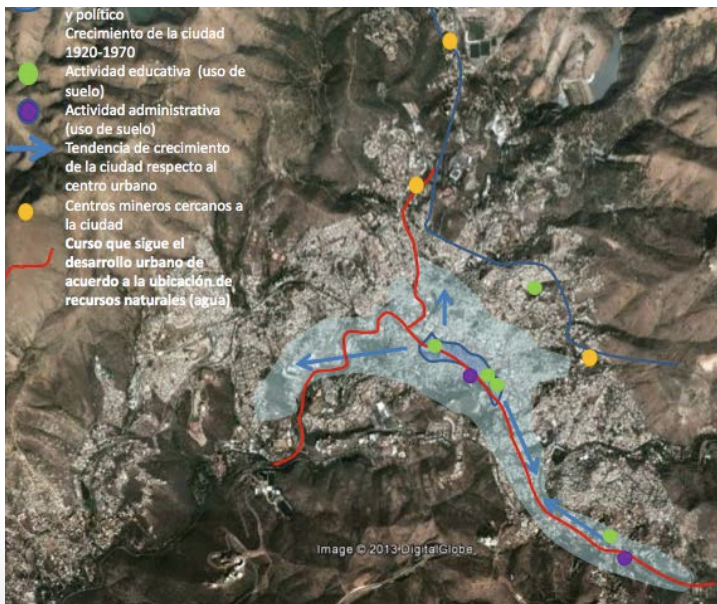 y político
Crecimiento de la ciudad
1920-1970
Actividad educativa (uso de
suelo)
Actividad administrativa
(uso de suelo)
Tendencia de crecimiento
de la ciudad respecto al
centro urbano
Centros mineros cercanos a
la ciudad
Curso que sigue el
desarrollo urbano de
acuerdo a la ubicación de
recursos naturales (agua)
Image © 2013 DigitalGlobe